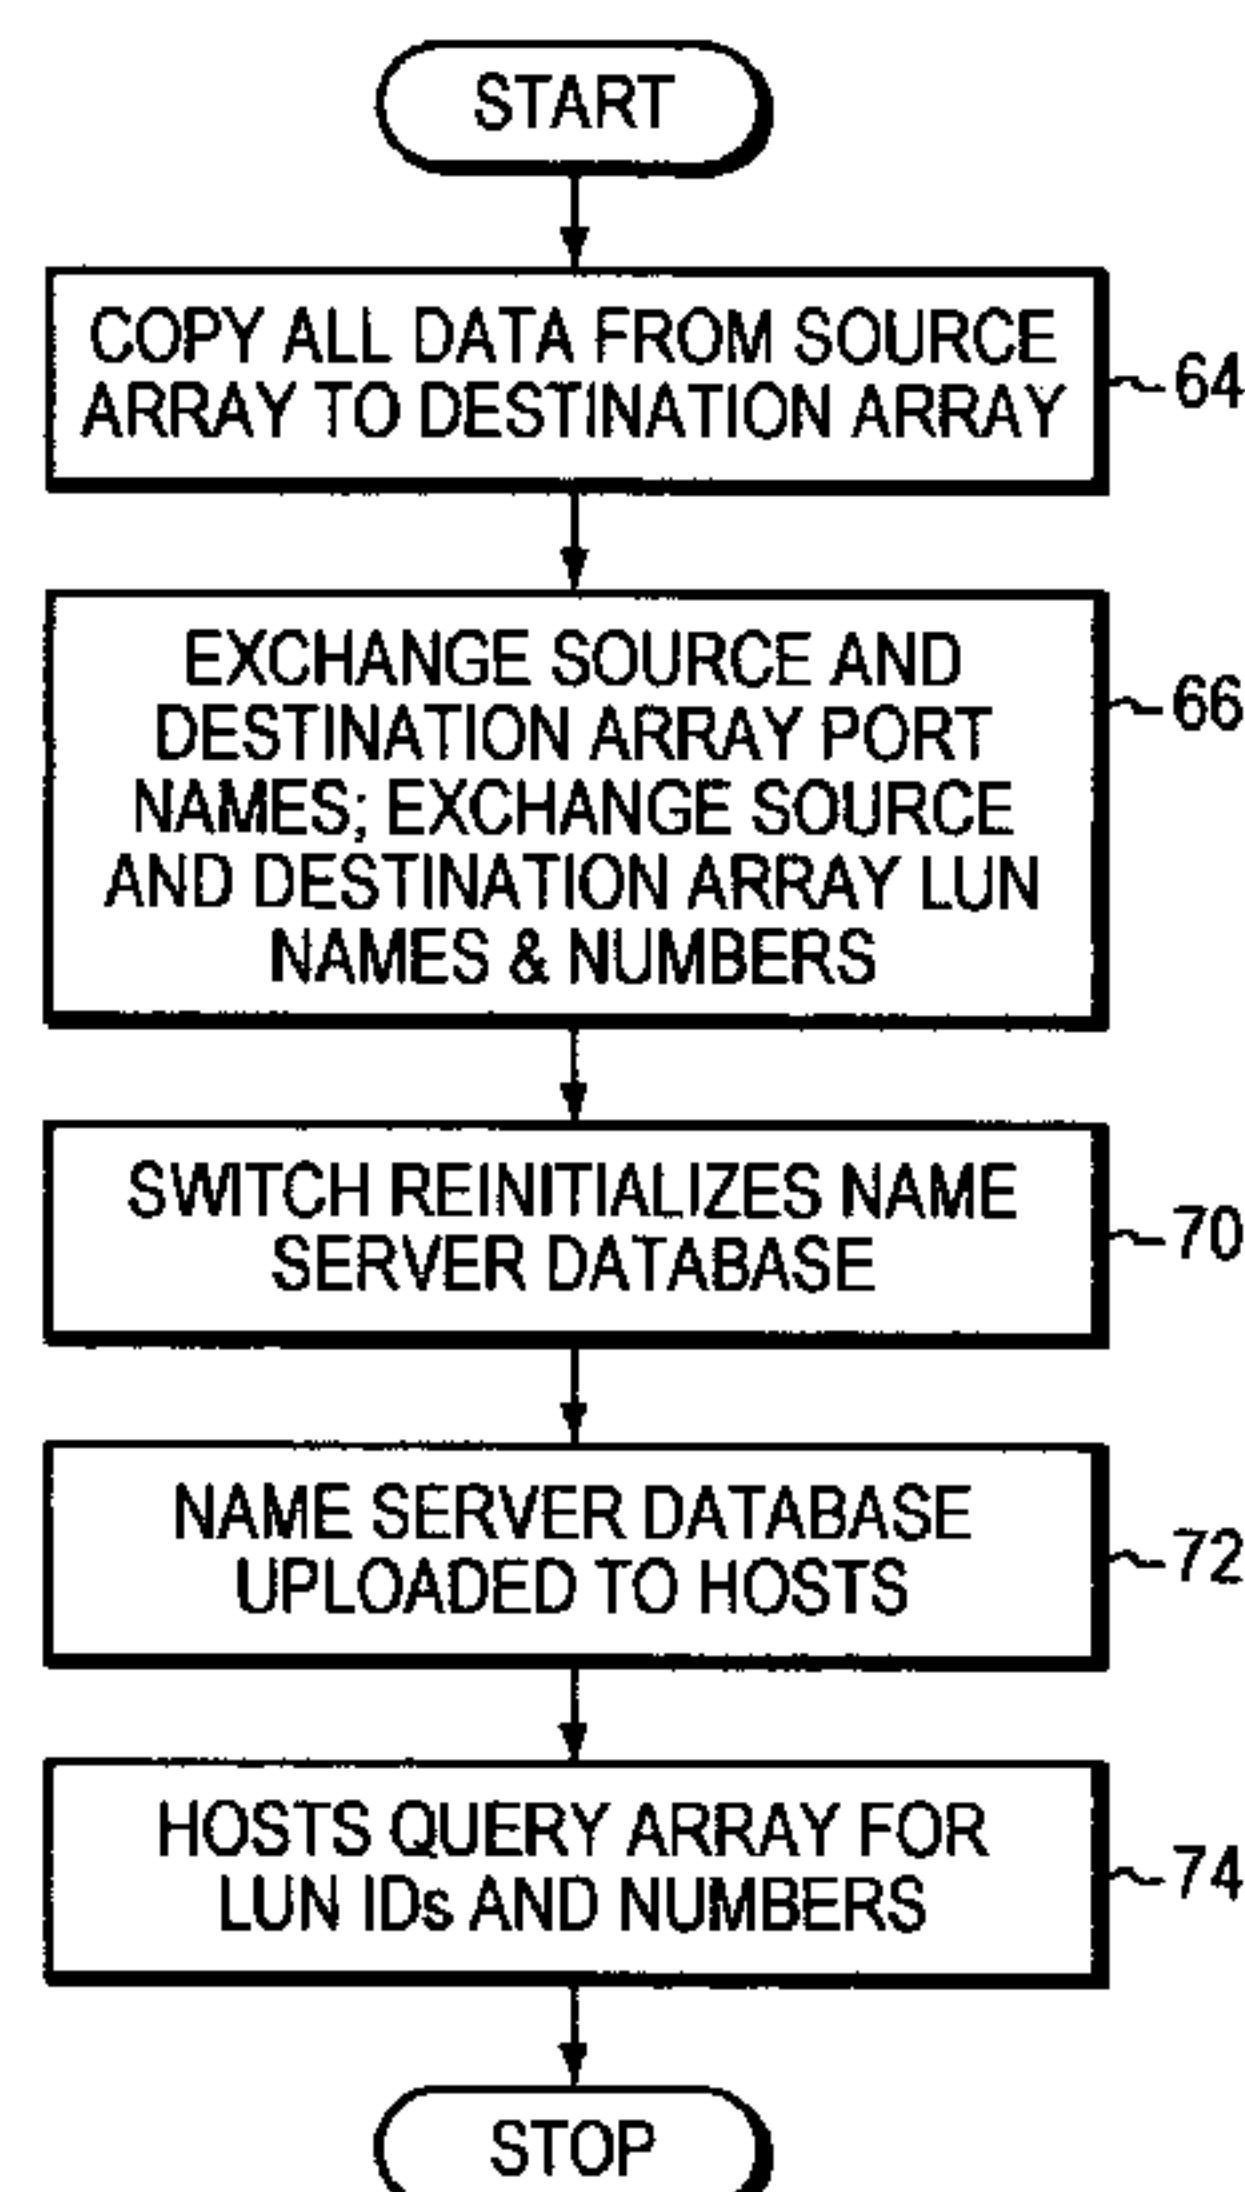 START
COPY ALL DATA FROM SOURCE
ARRAY TO DESTINATION ARRAY
64
EXCHANGE SOURCE AND
DESTINATION ARRAY PORT
NAMES; EXCHANGE SOURCE
AND DESTINATION ARRAY LUN
NAMES & NUMBERS
66
SWITCH REINITIALIZES NAME
SERVER DATABASE
70
NAME SERVER DATABASE
UPLOADED TO HOSTS
72
HOSTS QUERY ARRAY FOR
LUN IDs AND NUMBERS
74
STOP